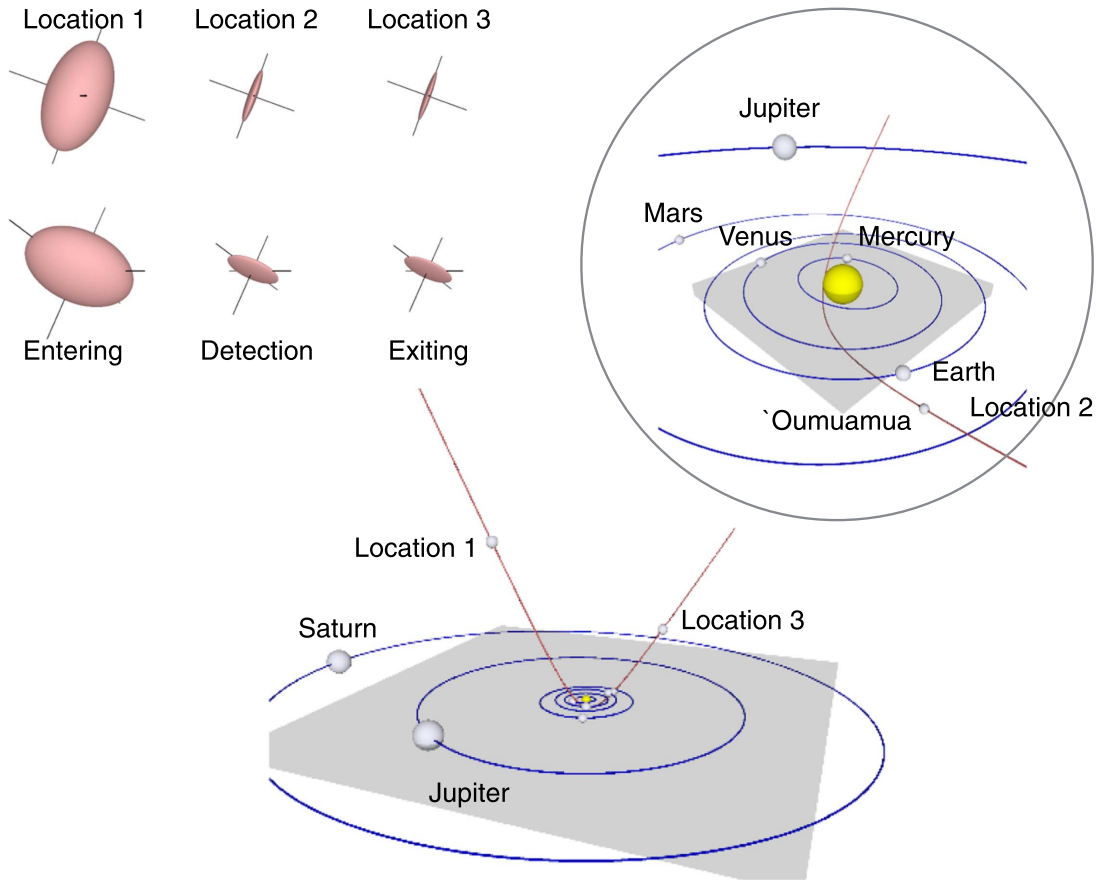 Location 1
Location 2
Location 3
Entering
Detection
Exiting
Jupiter
Mars
Venus
Mercury
Earth
`Oumuamua
Location 2
Location 1
Location 3
Saturn
Jupiter